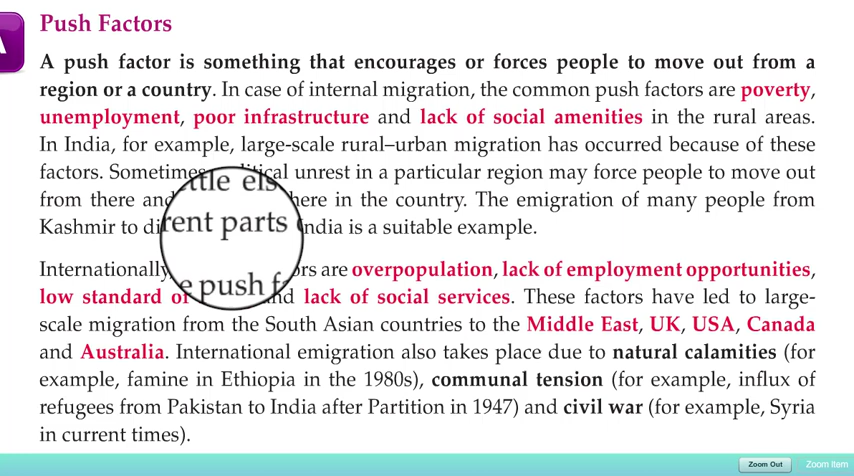 Push Factors
A push factor is something that encourages or forces people to move out from a
region or a country. In case of internal migration, the common push factors are poverty,
unemployment, poor infrastructure and lack of social amenities in the rural areas.
In India, for example, large-scale rural–urban migration has occurred because of these
factors. Sometimes political unrest in a particular region may force people to move out
from there and ttle els here in the country. The emigration of many people from
Kashmir to di rent parts India is a suitable example.
Internationally e push f ors are overpopulation, lack of employment opportunities,
low standard of nd lack of social services. These factors have led to large-
scale migration from the South Asian countries to the Middle East, UK, USA, Canada
and Australia. International emigration also takes place due to natural calamities (for
example, famine in Ethiopia in the 1980s), communal tension (for example, influx of
refugees from Pakistan to India after Partition in 1947) and civil war (for example, Syria
in current times).
Zoom Out Zoom Item